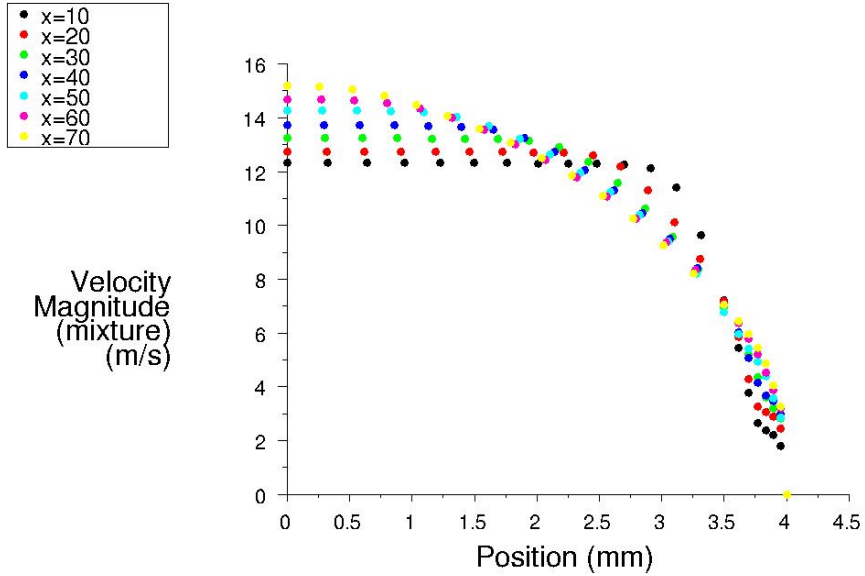 x=10
x=20
x=30
x=40
x=50
x=60
x=70
16
14
12
10
8
6
4
2
0
Velocity
Magnitude
(mixture)
(m/s)
0 0.5 1 1.5 2 2.5 3 3.5 4 4.5
Position (mm)